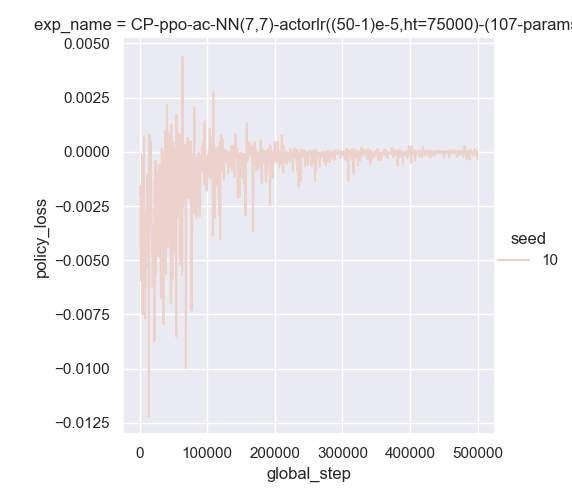 exp_name = CP-ppo-ac-NN(7,7)-actorlr((50-1)e-5,ht=75000)-(107-params
0.0050
0.0025
0.0000
−0.0025
−0.0050
−0.0075
−0.0100
−0.0125
policy_loss
seed
10
0 100000 200000 300000 400000 500000
global_step